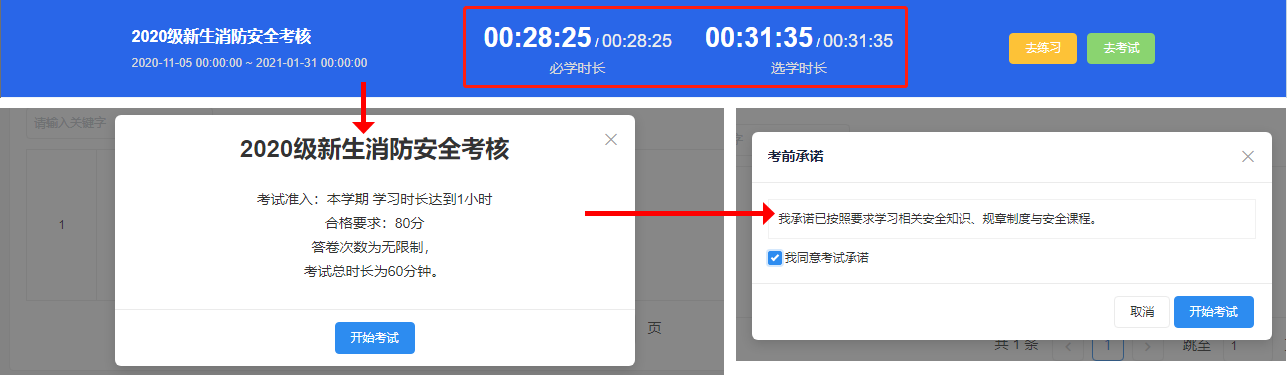 2020级新生消防安全考核
2020-11-05 00:00:00 ~ 2021-01-31 00:00:00
00:28:25 / 00:28:25
必学时长
00:31:35 / 00:31:35
选学时长
去练习
去考试
请输入关键字
1
2020级新生消防安全考核
考试准入：本学期 学习时长达到1小时
合格要求：80分
答卷次数为无限制，
考试总时长为60分钟。
开始考试
页
字
考前承诺
我承诺已按照要求学习相关安全知识、规章制度与安全课程。
我同意考试承诺
取消
开始考试
共 1 条
1
跳至
1